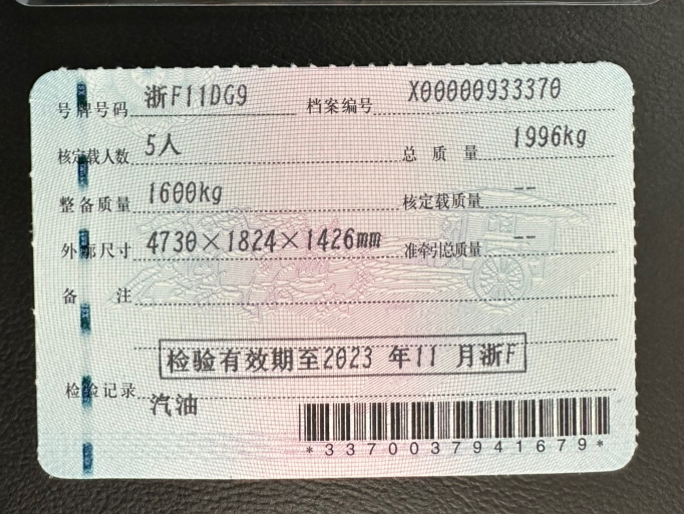 号牌号码 浙F11DG9 档案编号 X00000933370
核定载人数 5人 总质量 1996kg
整备质量 1600kg 核定载质量 --
外部尺寸 4730×1824×1426mm 准牵引总质量 --
备注
检验有效期至2023 年11 月浙F
检验记录 汽油
*3370037941679*